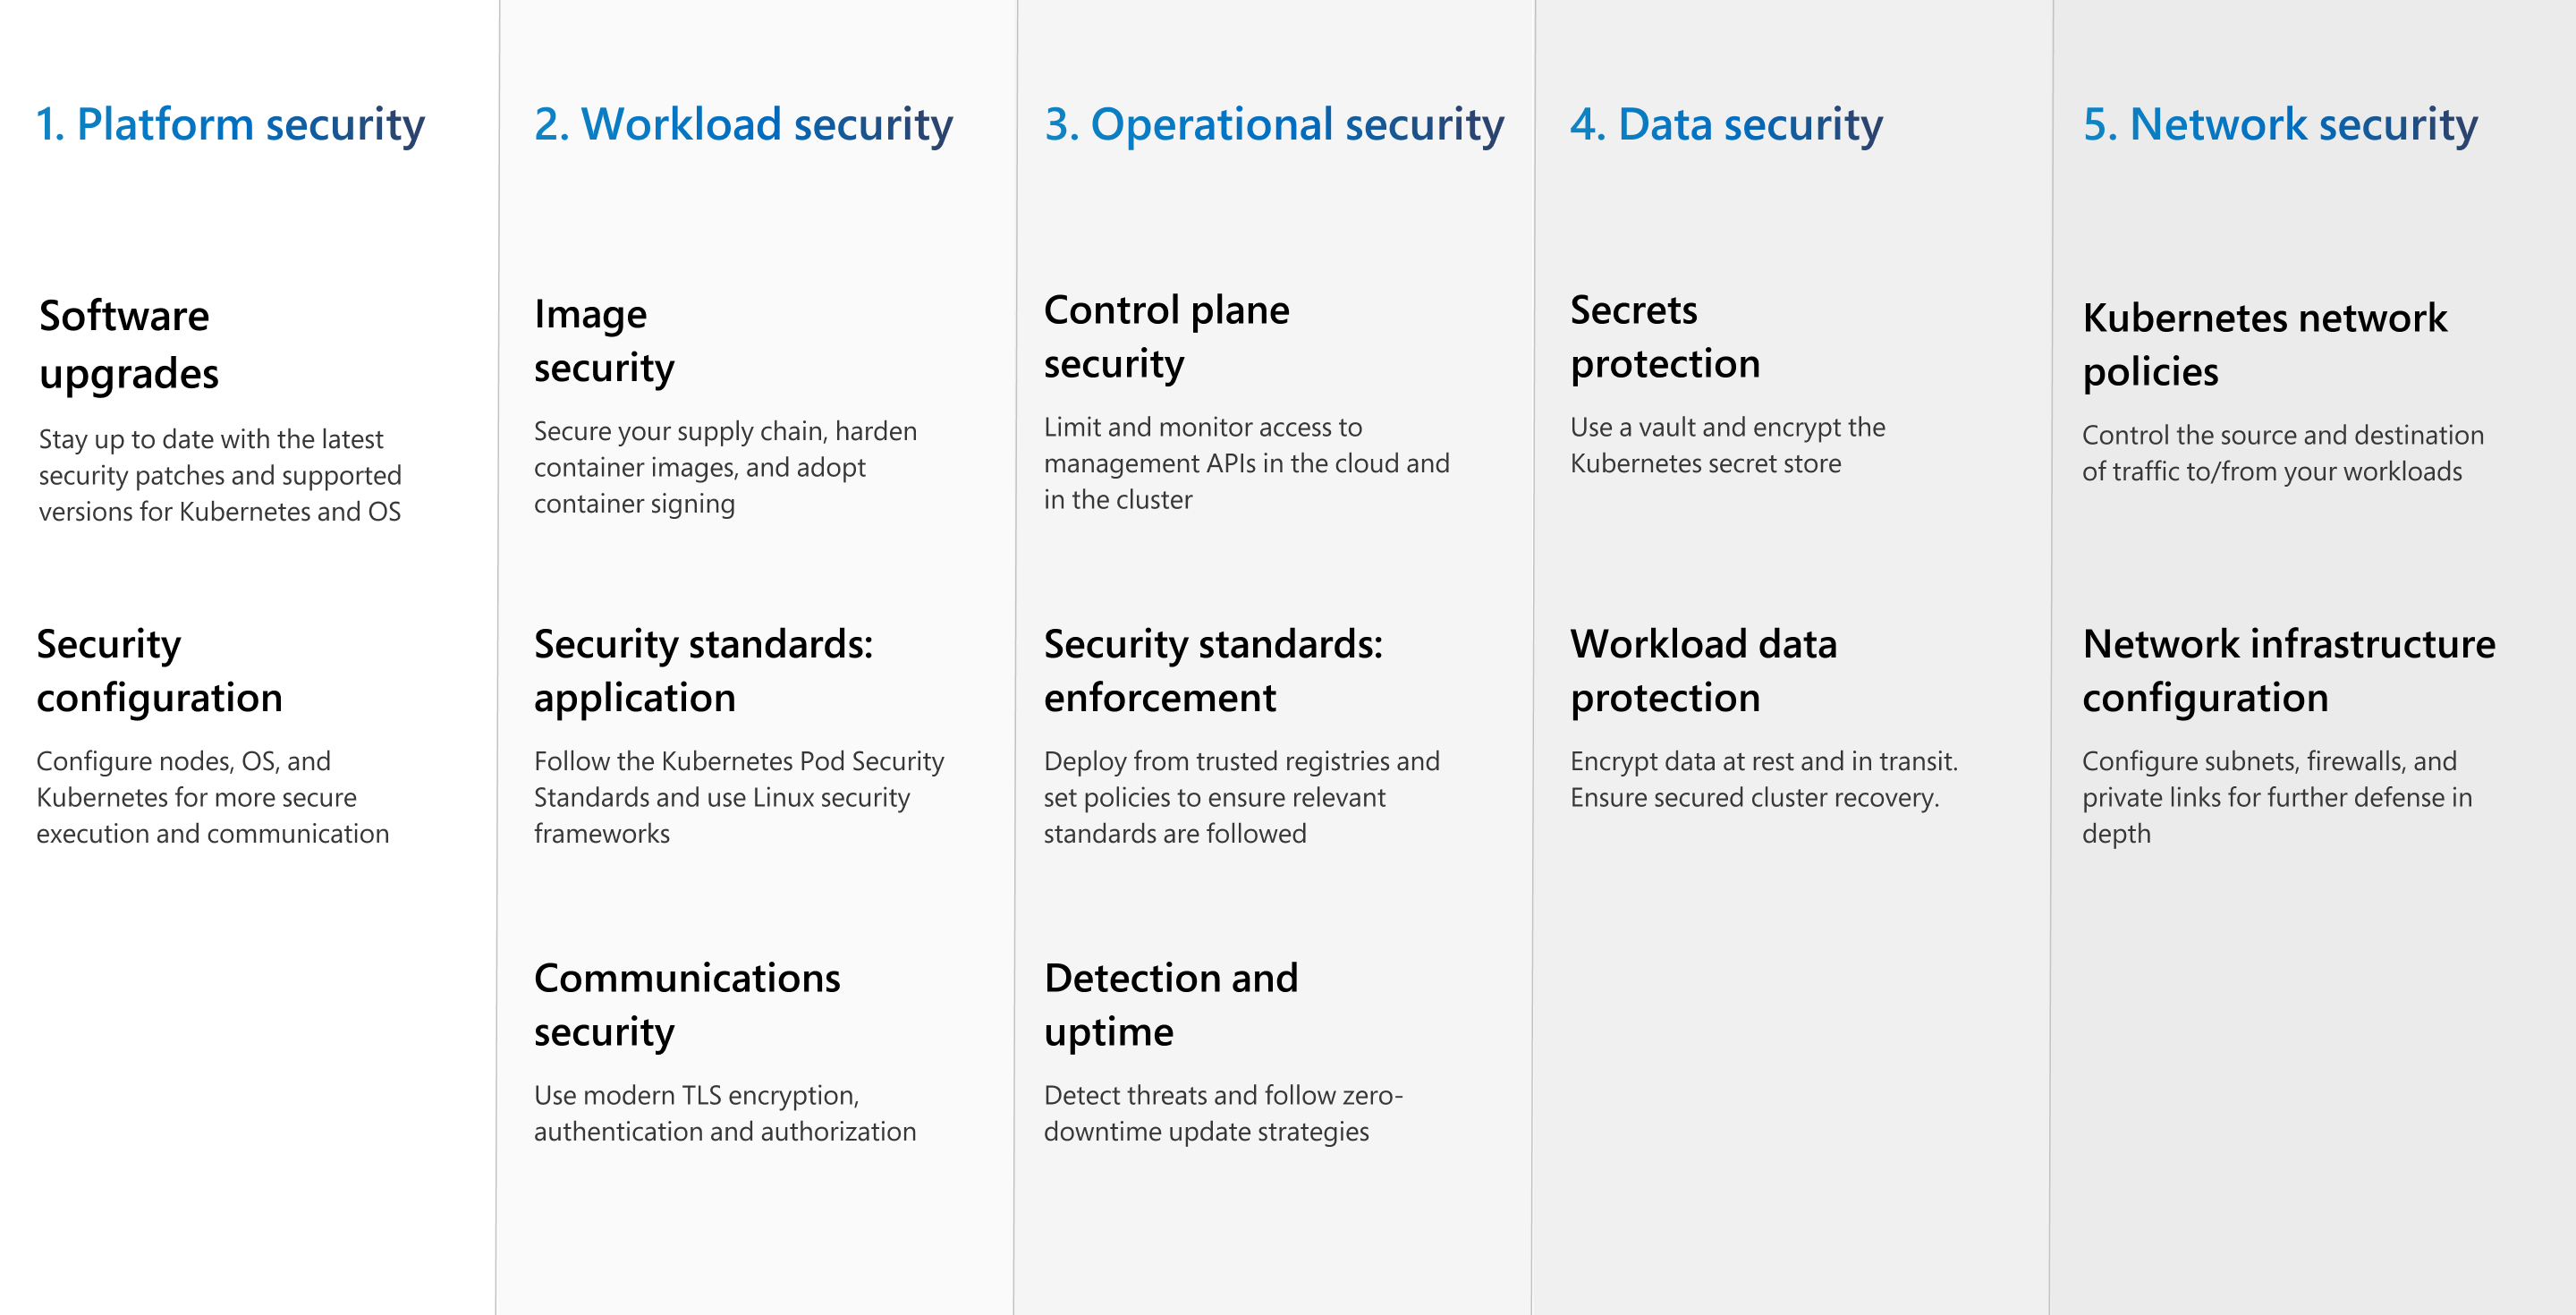 1. Platform security
Software
upgrades
Stay up to date with the latest
security patches and supported
versions for Kubernetes and OS
Security
configuration
Configure nodes, OS, and
Kubernetes for more secure
execution and communication
2. Workload security
Image
security
Secure your supply chain, harden
container images, and adopt
container signing
Security standards:
application
Follow the Kubernetes Pod Security
Standards and use Linux security
frameworks
Communications
security
Use modern TLS encryption,
authentication and authorization
3. Operational security
Control plane
security
Limit and monitor access to
management APIs in the cloud and
in the cluster
Security standards:
enforcement
Deploy from trusted registries and
set policies to ensure relevant
standards are followed
Detection and
uptime
Detect threats and follow zero-
downtime update strategies
4. Data security
Secrets
protection
Use a vault and encrypt the
Kubernetes secret store
Workload data
protection
Encrypt data at rest and in transit.
Ensure secured cluster recovery.
5. Network security
Kubernetes network
policies
Control the source and destination
of traffic to/from your workloads
Network infrastructure
configuration
Configure subnets, firewalls, and
private links for further defense in
depth